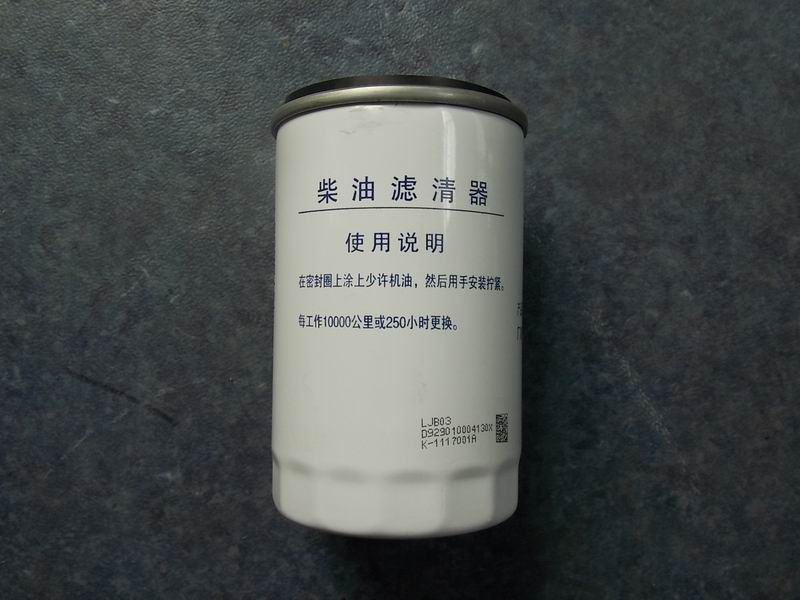 柴油滤清器
使用说明
在密封圈上涂上少许机油，然后用手安装拧紧。
每工作10000公里或250小时更换。
LJB03
D929010004130X
K-1117001A